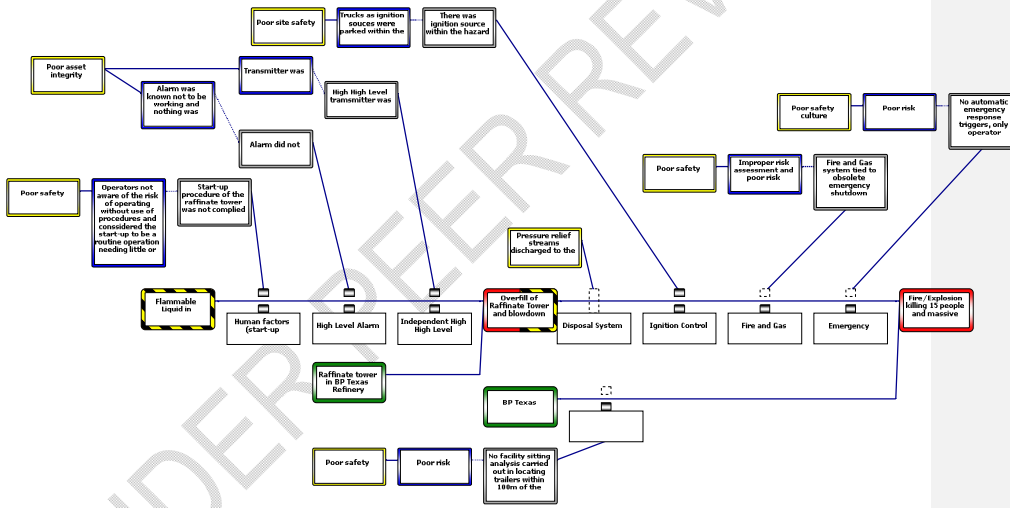 Poor site safety
Trucks as ignition
souces were
parked within the
There was
ignition source
within the hazard
Poor asset
integrity
Transmitter was
Alarm was
known not to be
working and
nothing was
High High Level
tramsmitter was
Alarm did not
Poor safety
culture
Poor risk
No automatic
emergency
response
triggers, only
operator
Poor safety
Improper risk
assessment and
poor risk
Fire and Gas
system tied to
obsolete
emergency
shutdown
Poor safety
Operators not
aware of the risk
of operating
without use of
procedures and
considered the
start-up to be a
routine operation
needing little or
Start-up
procedure of the
raffinate tower
was not complied
Pressure relief
streams
discharged to the
Flammable
Liquid in
Overfill of
Raffinate Tower
and blowdown
Fire/Explosion
killing 15 people
and massive
Human factors
(start-up
High Level Alarm
Independent High
High Level
Disposal System
Ignition Control
Fire and Gas
Emergency
Raffinate tower
in BP Texas
Refinery
BP Texas
Poor safety
Poor risk
No facility sitting
analysis carried
out in locating
trailers within
100m of the
UNDER PEER REVIEW